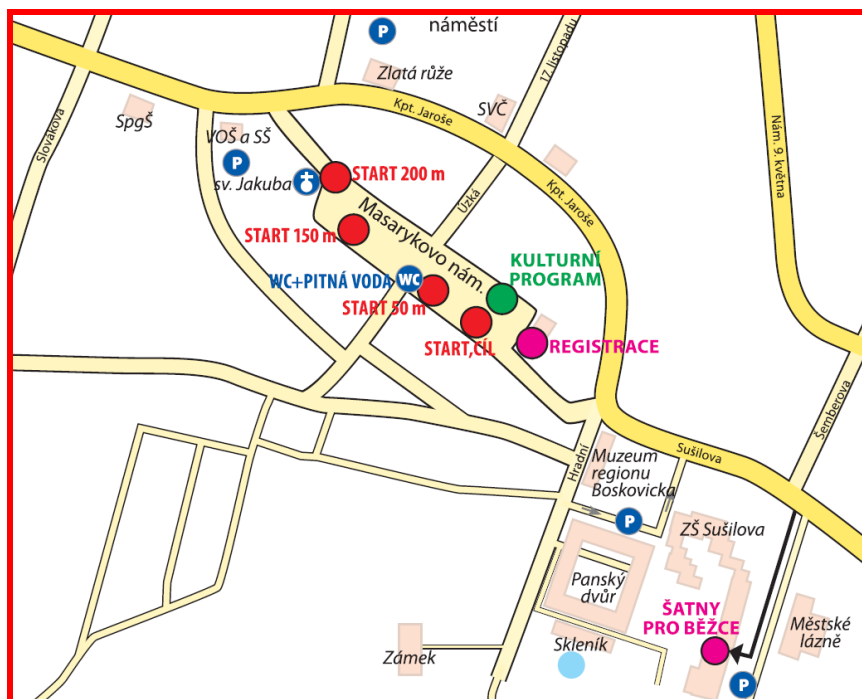 náměstí
P
Zlatá růže
17. listopadu
SVČ
Kpt. Jaroše
Slovákova
SpgŠ
VOŠ a SŠ
P
sv. Jakuba
START 200 m
Nám. 9. května
Kpt. Jaroše
Úzká
Masarykovo nám.
START 150 m
KULTURNÍ
PROGRAM
WC+PITNÁ VODA
WC
START 50 m
START,CÍL
REGISTRACE
Šemberova
Sušilova
Hradní
Muzeum
regionu
Boskovicka
P
ZŠ Sušilova
Panský
dvůr
ŠATNY
PRO BĚŽCE
Městské
lázně
Skleník
Zámek
P